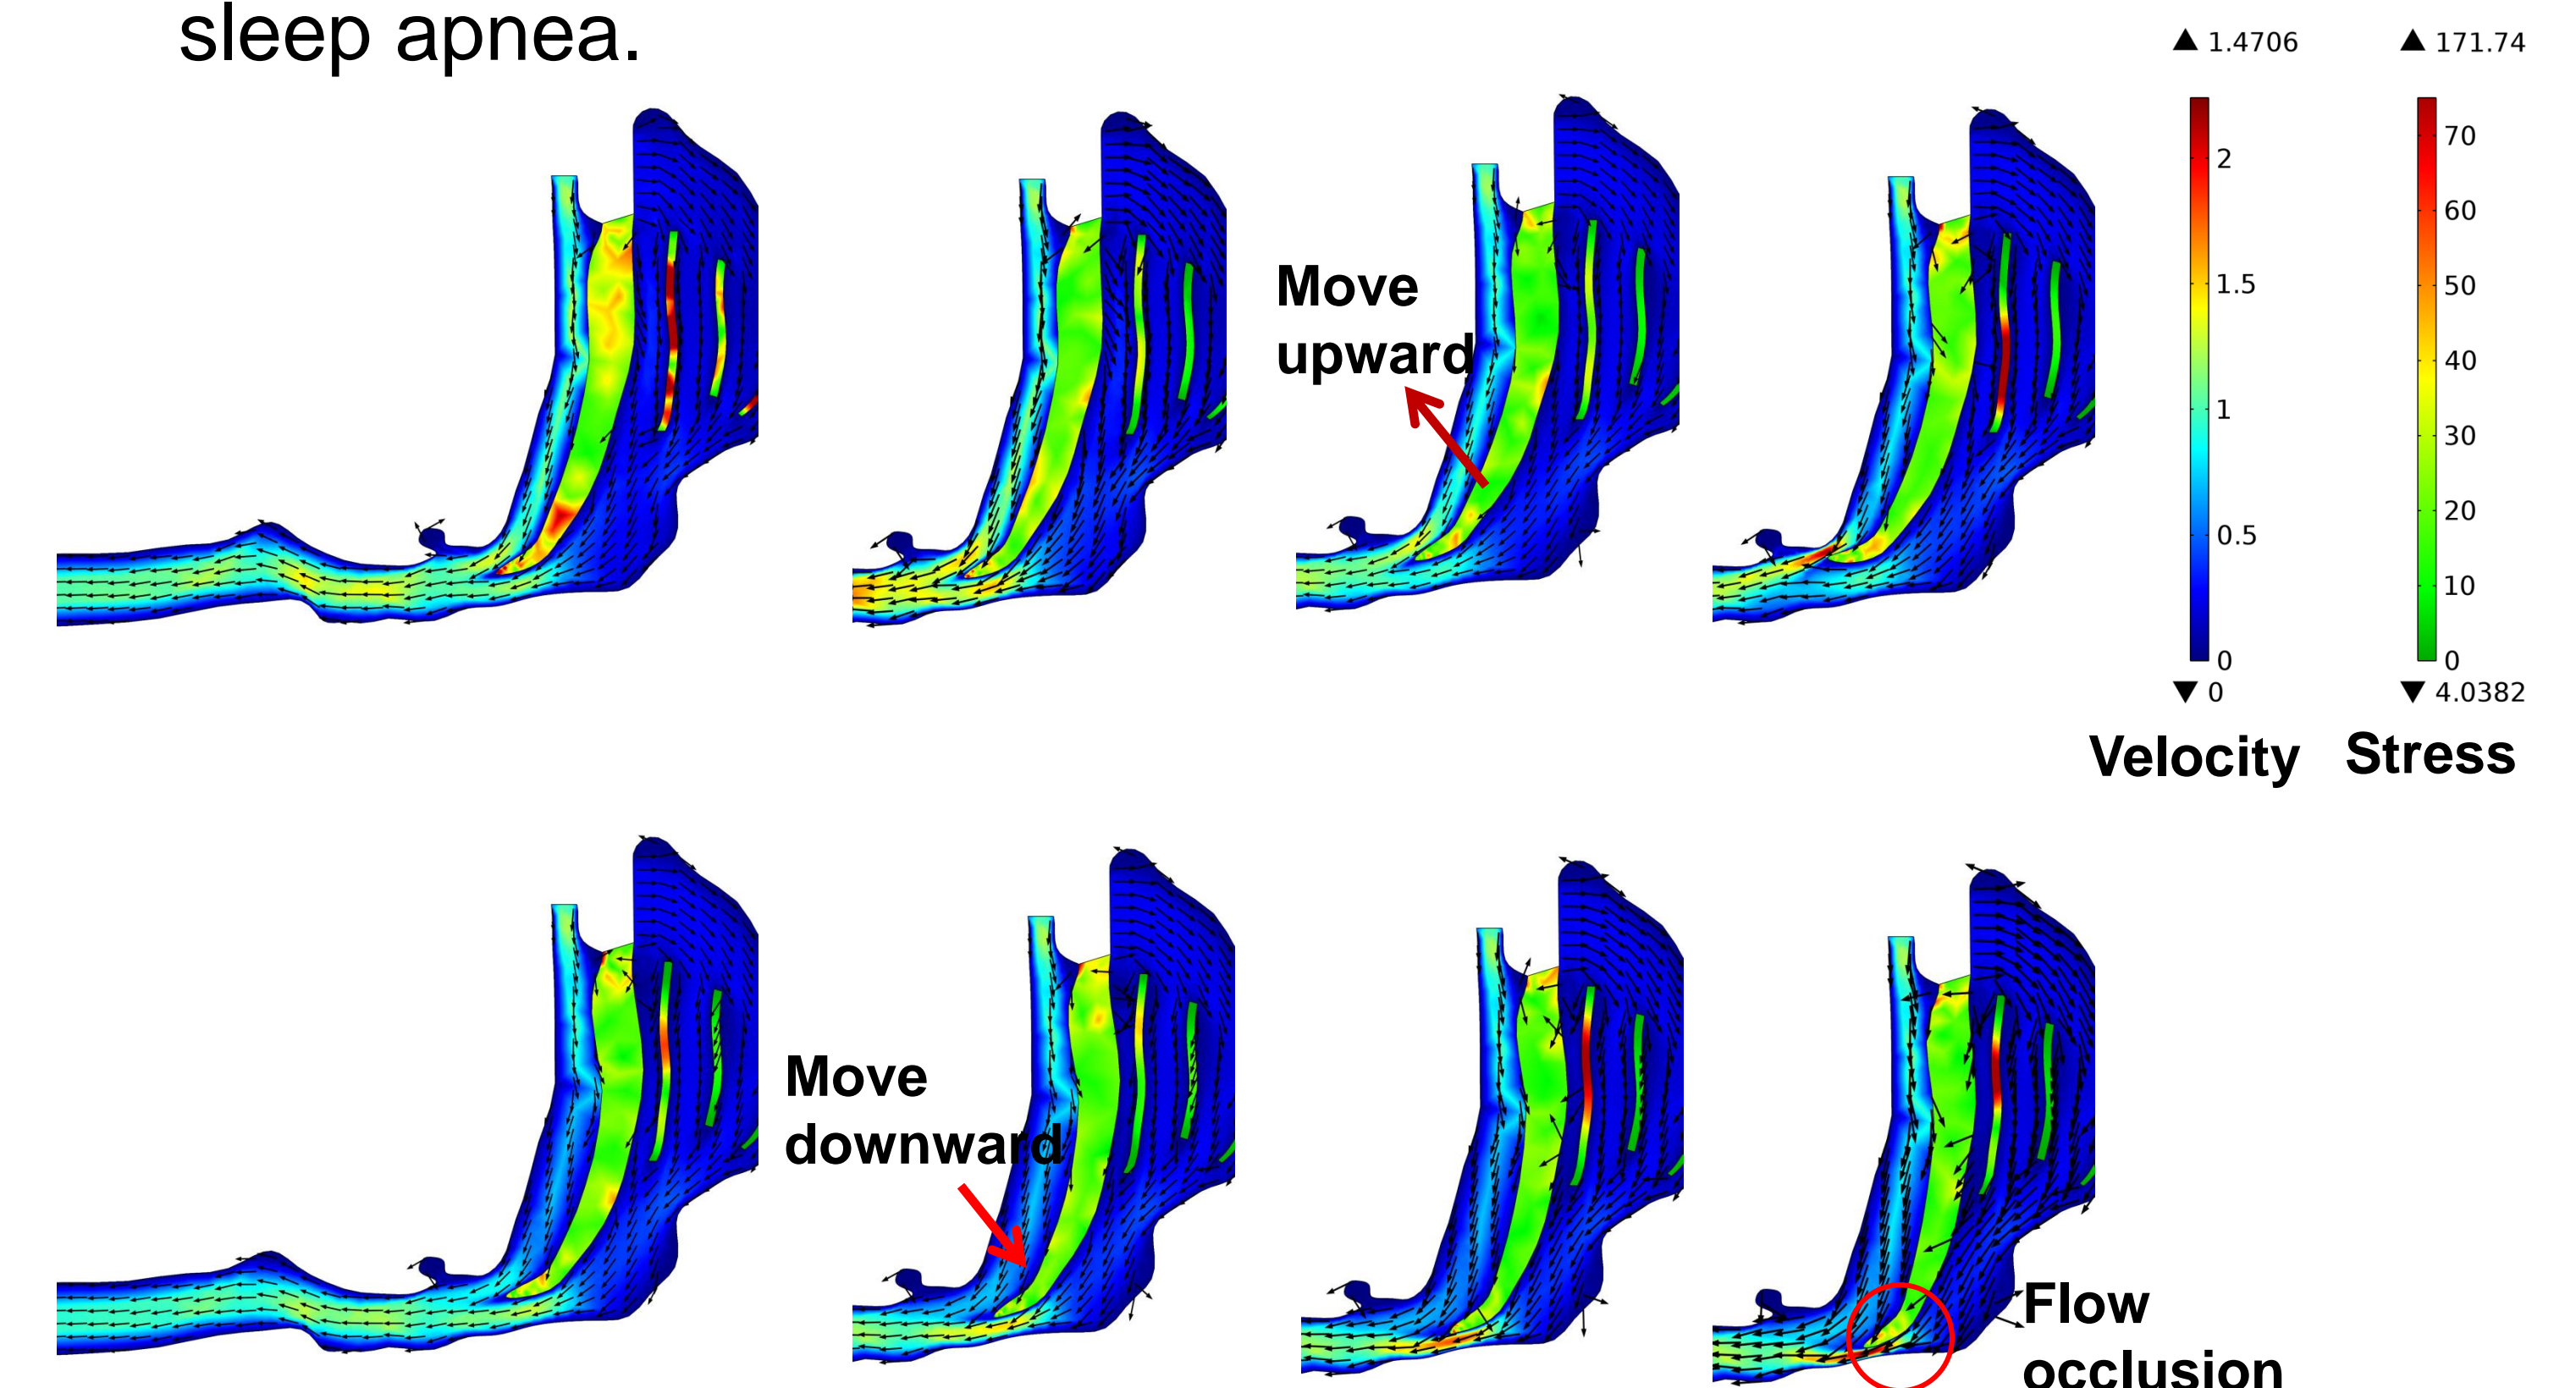 sleep apnea.
▲ 1.4706
▲ 171.74
2
1.5
1
0.5
0
▼ 0
70
60
50
40
30
20
10
0
▼ 4.0382
Velocity
Stress
Move
upward
Move
downward
Flow
occlusion